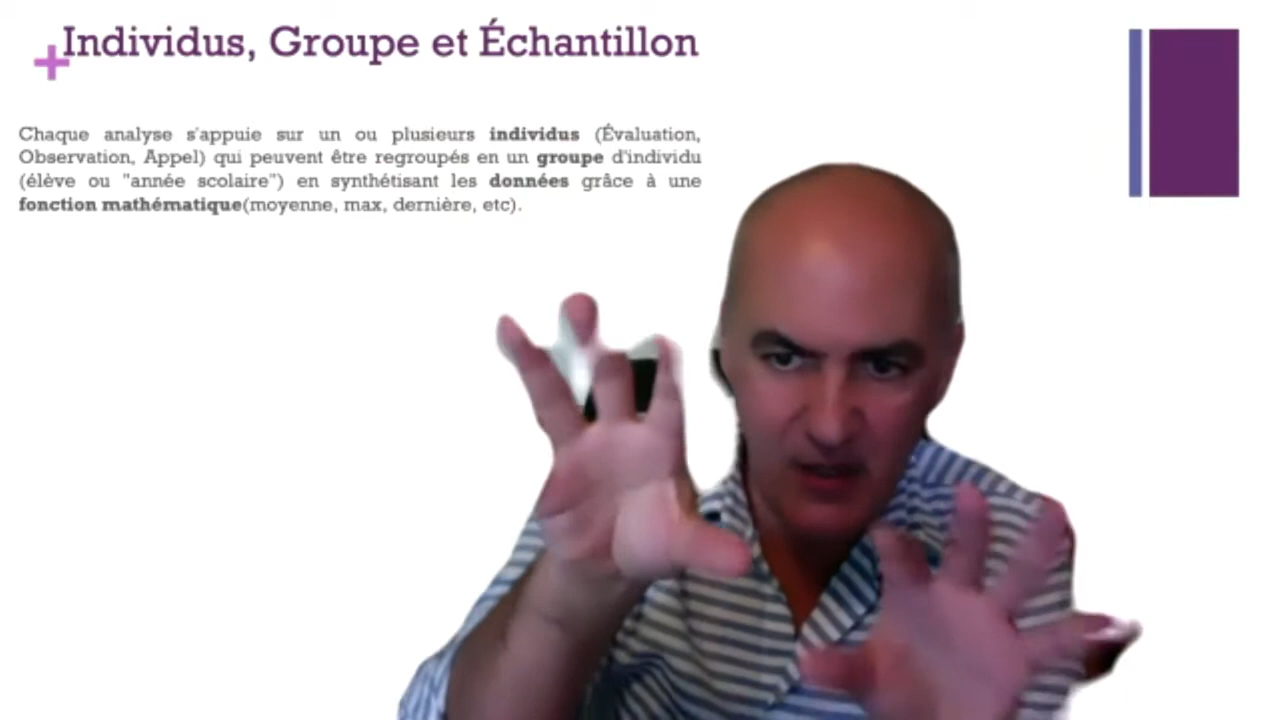 Individus, Groupe et Échantillon
Chaque analyse s'appuie sur un ou plusieurs individus (Évaluation,
Observation, Appel) qui peuvent être regroupés en un groupe d'individu
(élève ou "année scolaire") en synthétisant les données grâce à une
fonction mathématique(moyenne, max, dernière, etc).